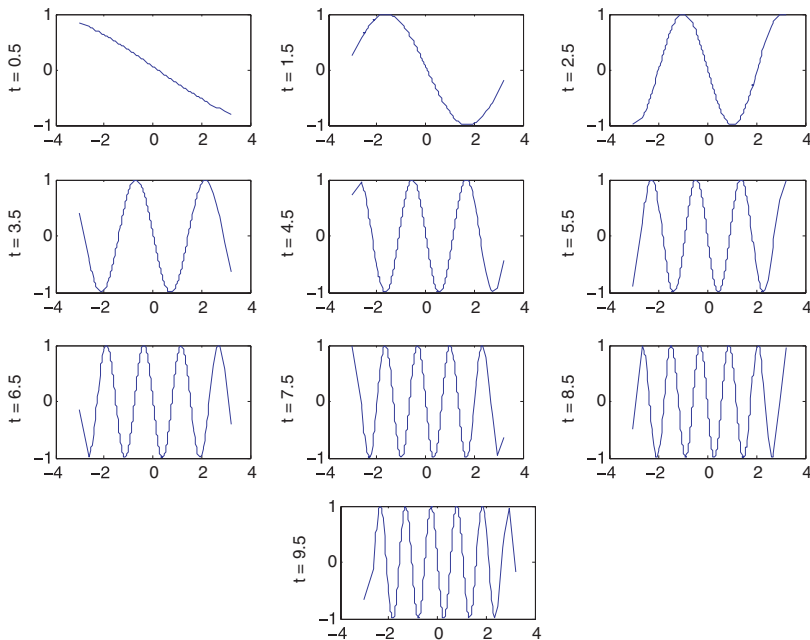 1 1 1
t = 0.5 0 t = 1.5 0 t = 2.5 0
−1 −1 −1
−4 −2 0 2 4 −4 −2 0 2 4 −4 −2 0 2 4
1 1 1
t = 3.5 0 t = 4.5 0 t = 5.5 0
−1 −1 −1
−4 −2 0 2 4 −4 −2 0 2 4 −4 −2 0 2 4
1 1 1
t = 6.5 0 t = 7.5 0 t = 8.5 0
−1 −1 −1
−4 −2 0 2 4 −4 −2 0 2 4 −4 −2 0 2 4
1
t = 9.5 0
−1
−4 −2 0 2 4